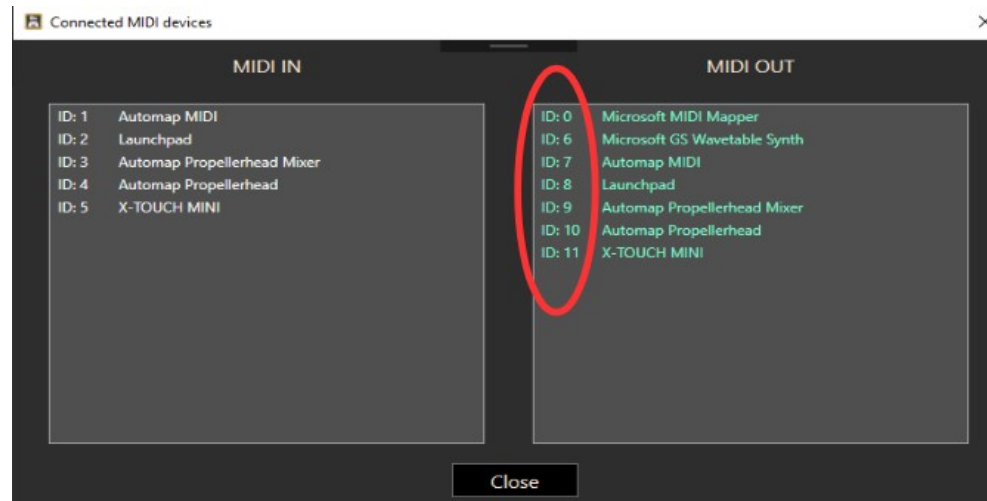 Connected MIDI devices
MIDI IN
ID: 1 Automap MIDI
ID: 2 Launchpad
ID: 3 Automap Propellerhead Mixer
ID: 4 Automap Propellerhead
ID: 5 X-TOUCH MINI
MIDI OUT
ID: 0 Microsoft MIDI Mapper
ID: 6 Microsoft GS Wavetable Synth
ID: 7 Automap MIDI
ID: 8 Launchpad
ID: 9 Automap Propellerhead Mixer
ID: 10 Automap Propellerhead
ID: 11 X-TOUCH MINI
Close